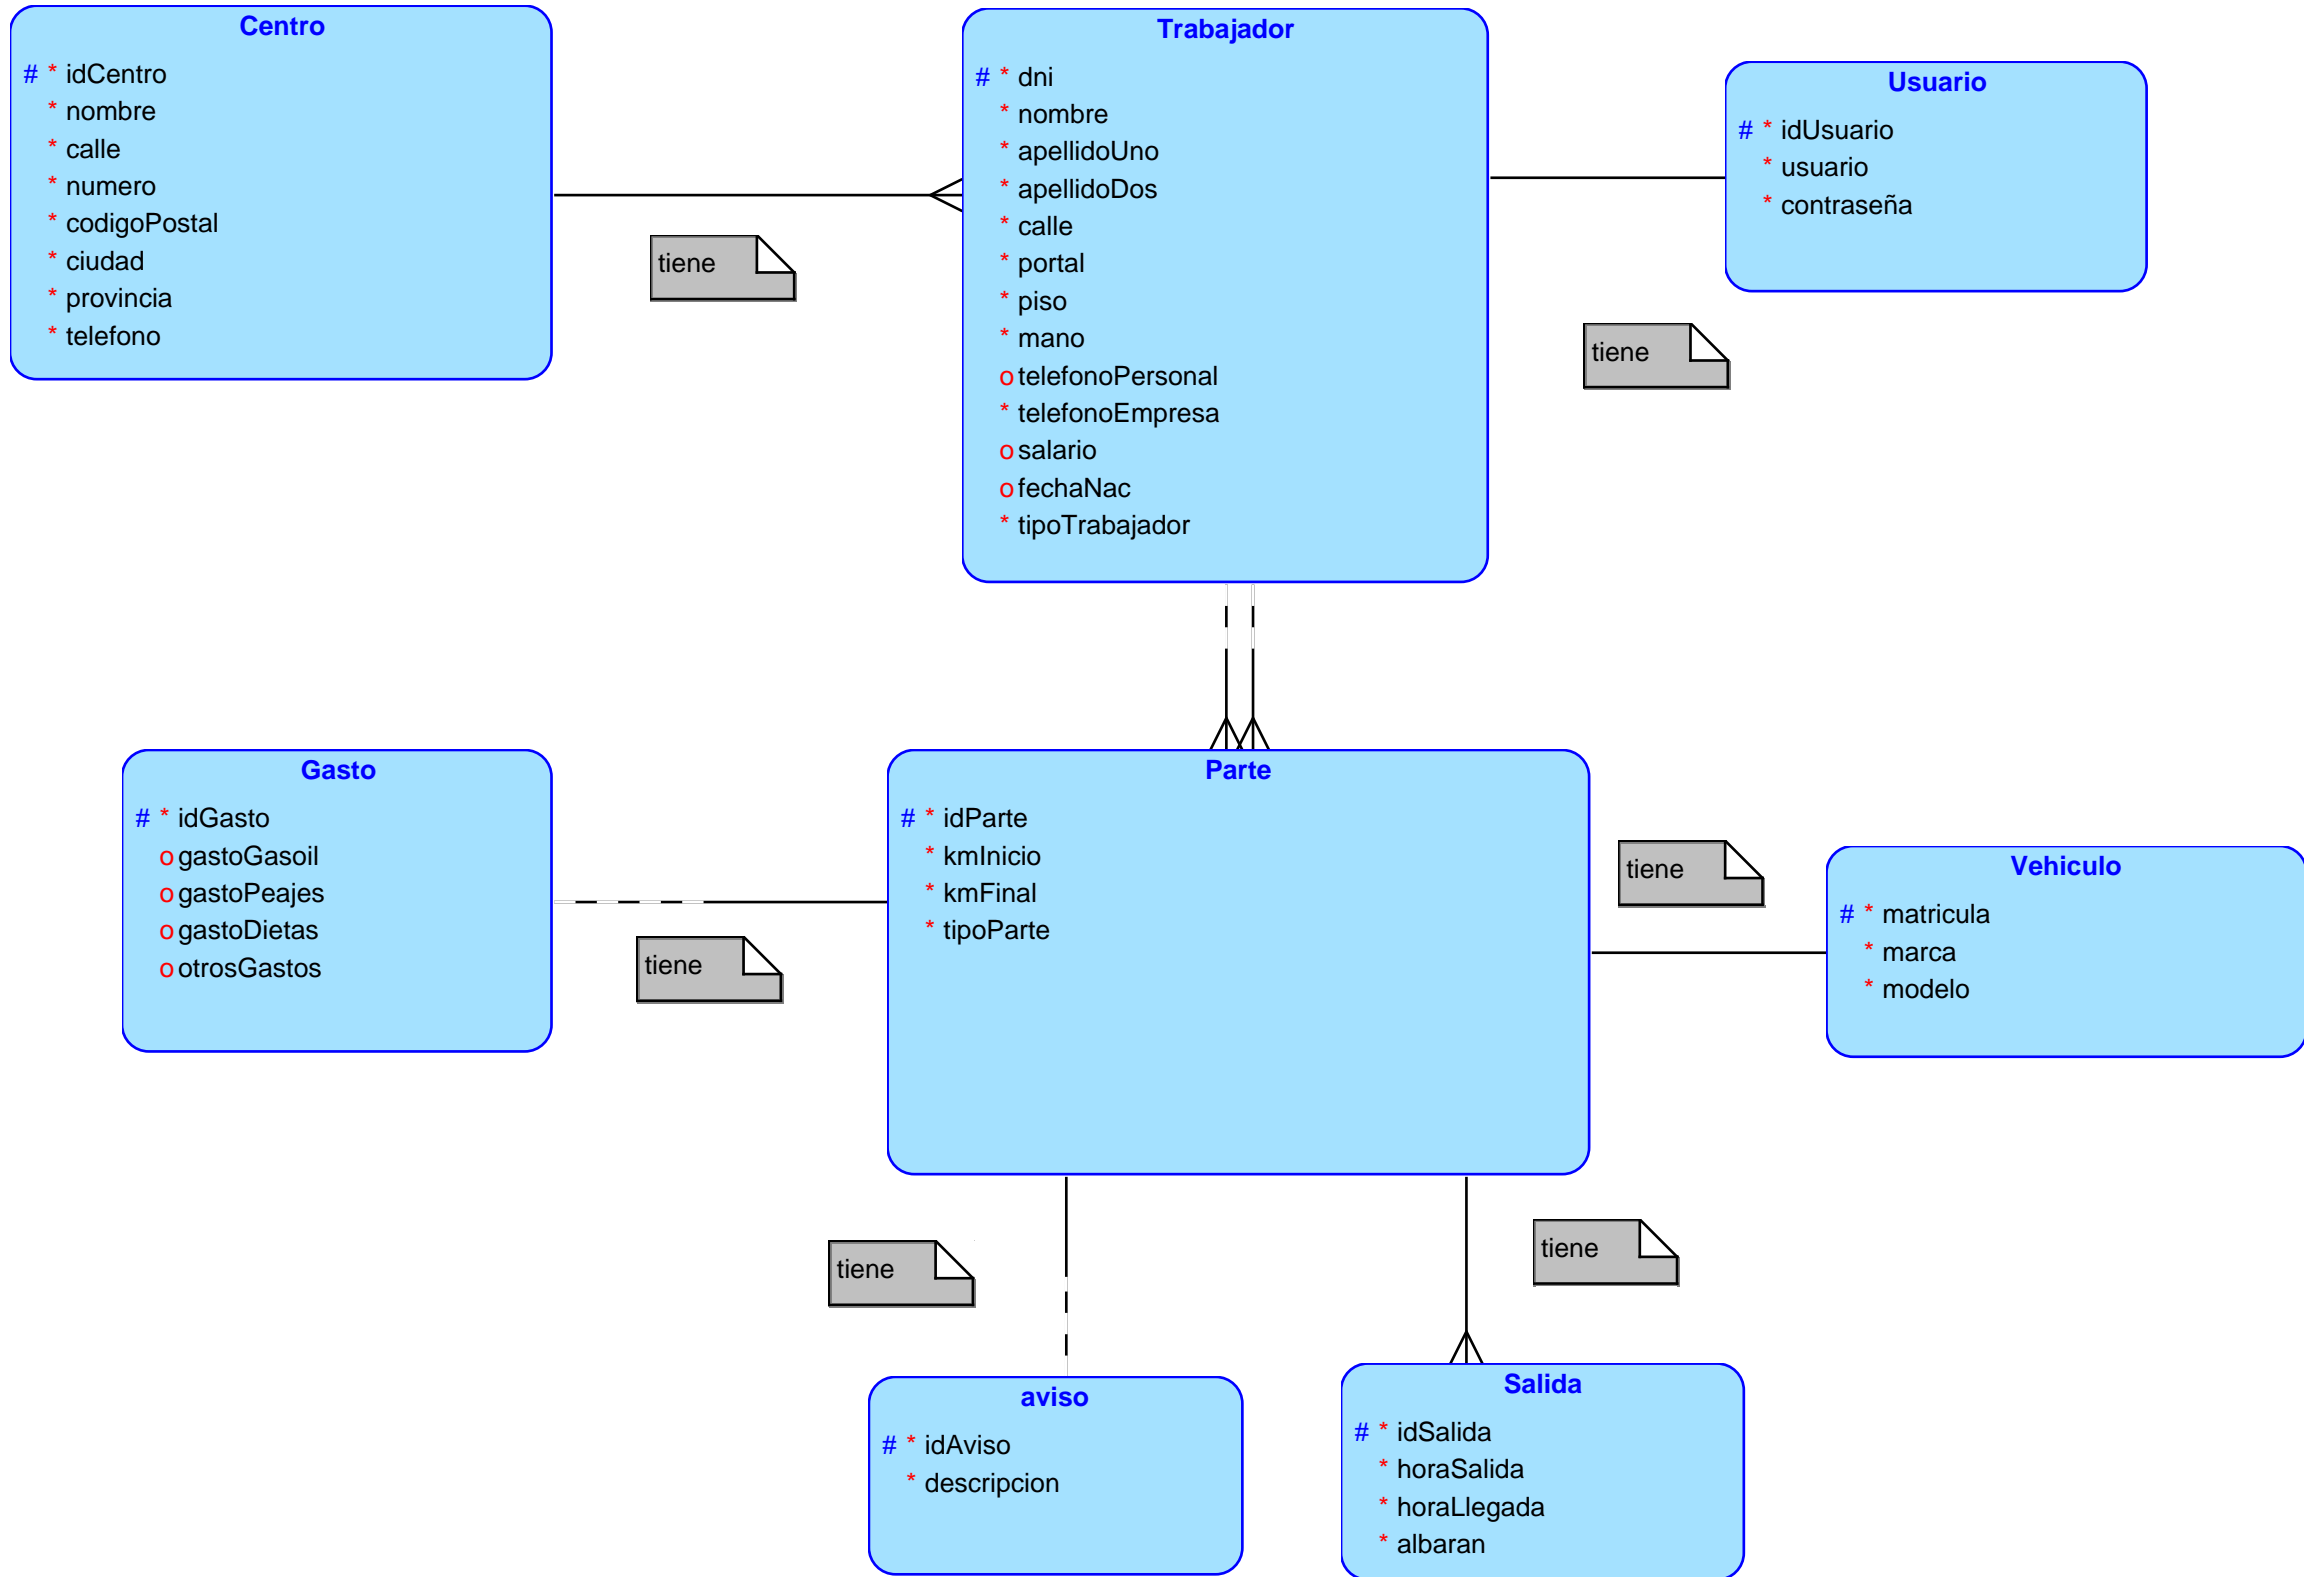 Centro
# * idCentro
* nombre
* calle
* numero
* codigoPostal
* ciudad
* provincia
* telefono
tiene
Trabajador
# * dni
* nombre
* apellidoUno
* apellidoDos
* calle
* portal
* piso
* mano
o telefonoPersonal
* telefonoEmpresa
o salario
o fechaNac
* tipoTrabajador
Usuario
# * idUsuario
* usuario
* contraseña
tiene
Gasto
# * idGasto
o gastoGasoil
o gastoPeajes
o gastoDietas
o otrosGastos
tiene
Parte
# * idParte
* kmInicio
* kmFinal
* tipoParte
tiene
Vehiculo
# * matricula
* marca
* modelo
tiene
tiene
aviso
# * idAviso
* descripcion
Salida
# * idSalida
* horaSalida
* horaLlegada
* albaran